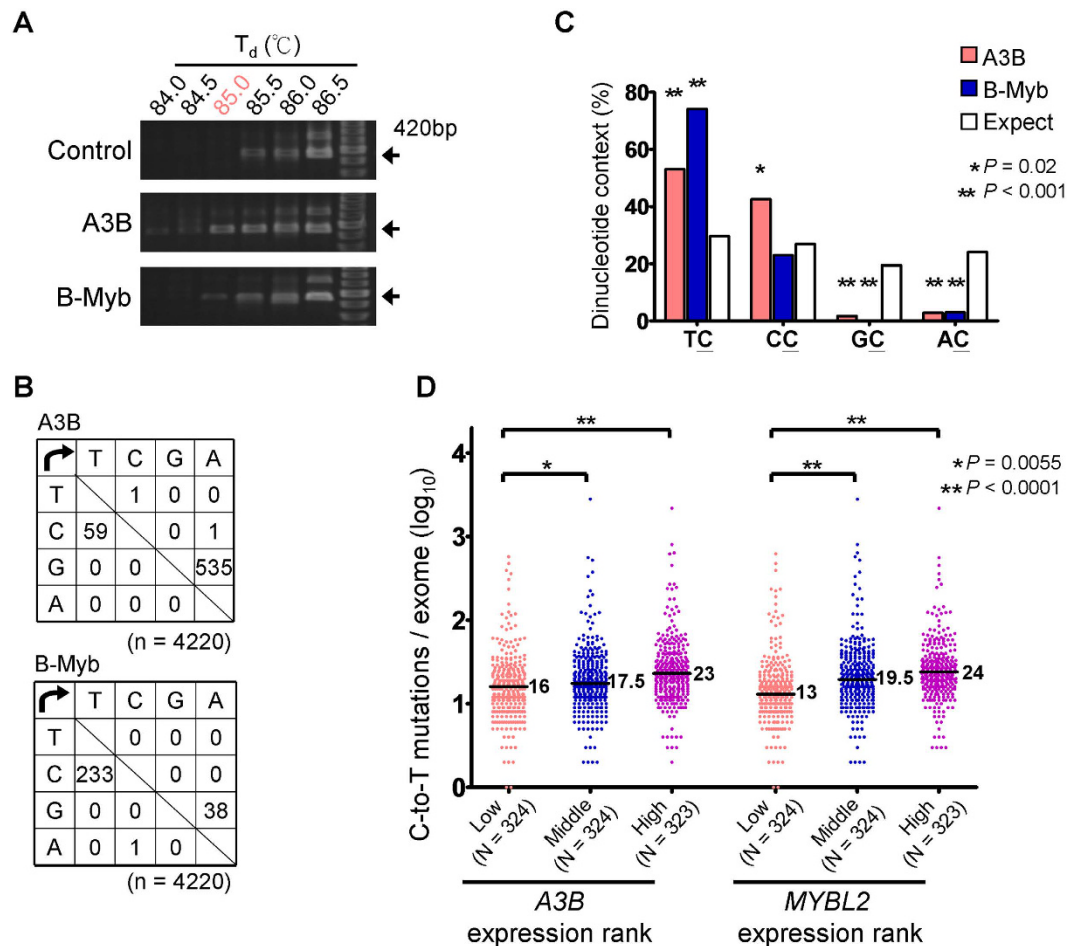 A
T_d (℃)
84.0 84.5 85.0 85.5 86.0 86.5
420bp
Control
A3B
B-Myb
B
A3B
T C G A
T 1 0 0
C 59 0 1
G 0 0 535
A 0 0 0
(n = 4220)
B-Myb
T C G A
T 0 0 0
C 233 0 0
G 0 0 38
A 0 1 0
(n = 4220)
C
A3B
B-Myb
Expect
* P = 0.02
** P < 0.001
Dinucleotide context (%)
80
60
40
20
0
** **
*
** ** ** **
TC CC GC AC
D
** **
* **
* P = 0.0055
** P < 0.0001
C-to-T mutations / exome (log10)
4
3
2
1
0
16 17.5 23 13 19.5 24
Low
(N = 324)
Middle
(N = 324)
High
(N = 323)
Low
(N = 324)
Middle
(N = 324)
High
(N = 323)
A3B
expression rank
MYBL2
expression rank